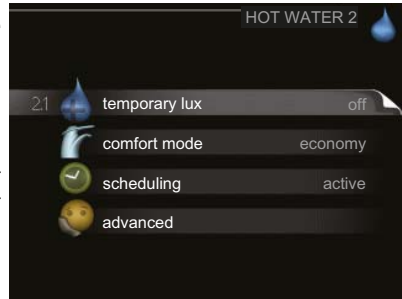 HOT WATER 2
2.1 temporary lux off
comfort mode economy
scheduling active
advanced